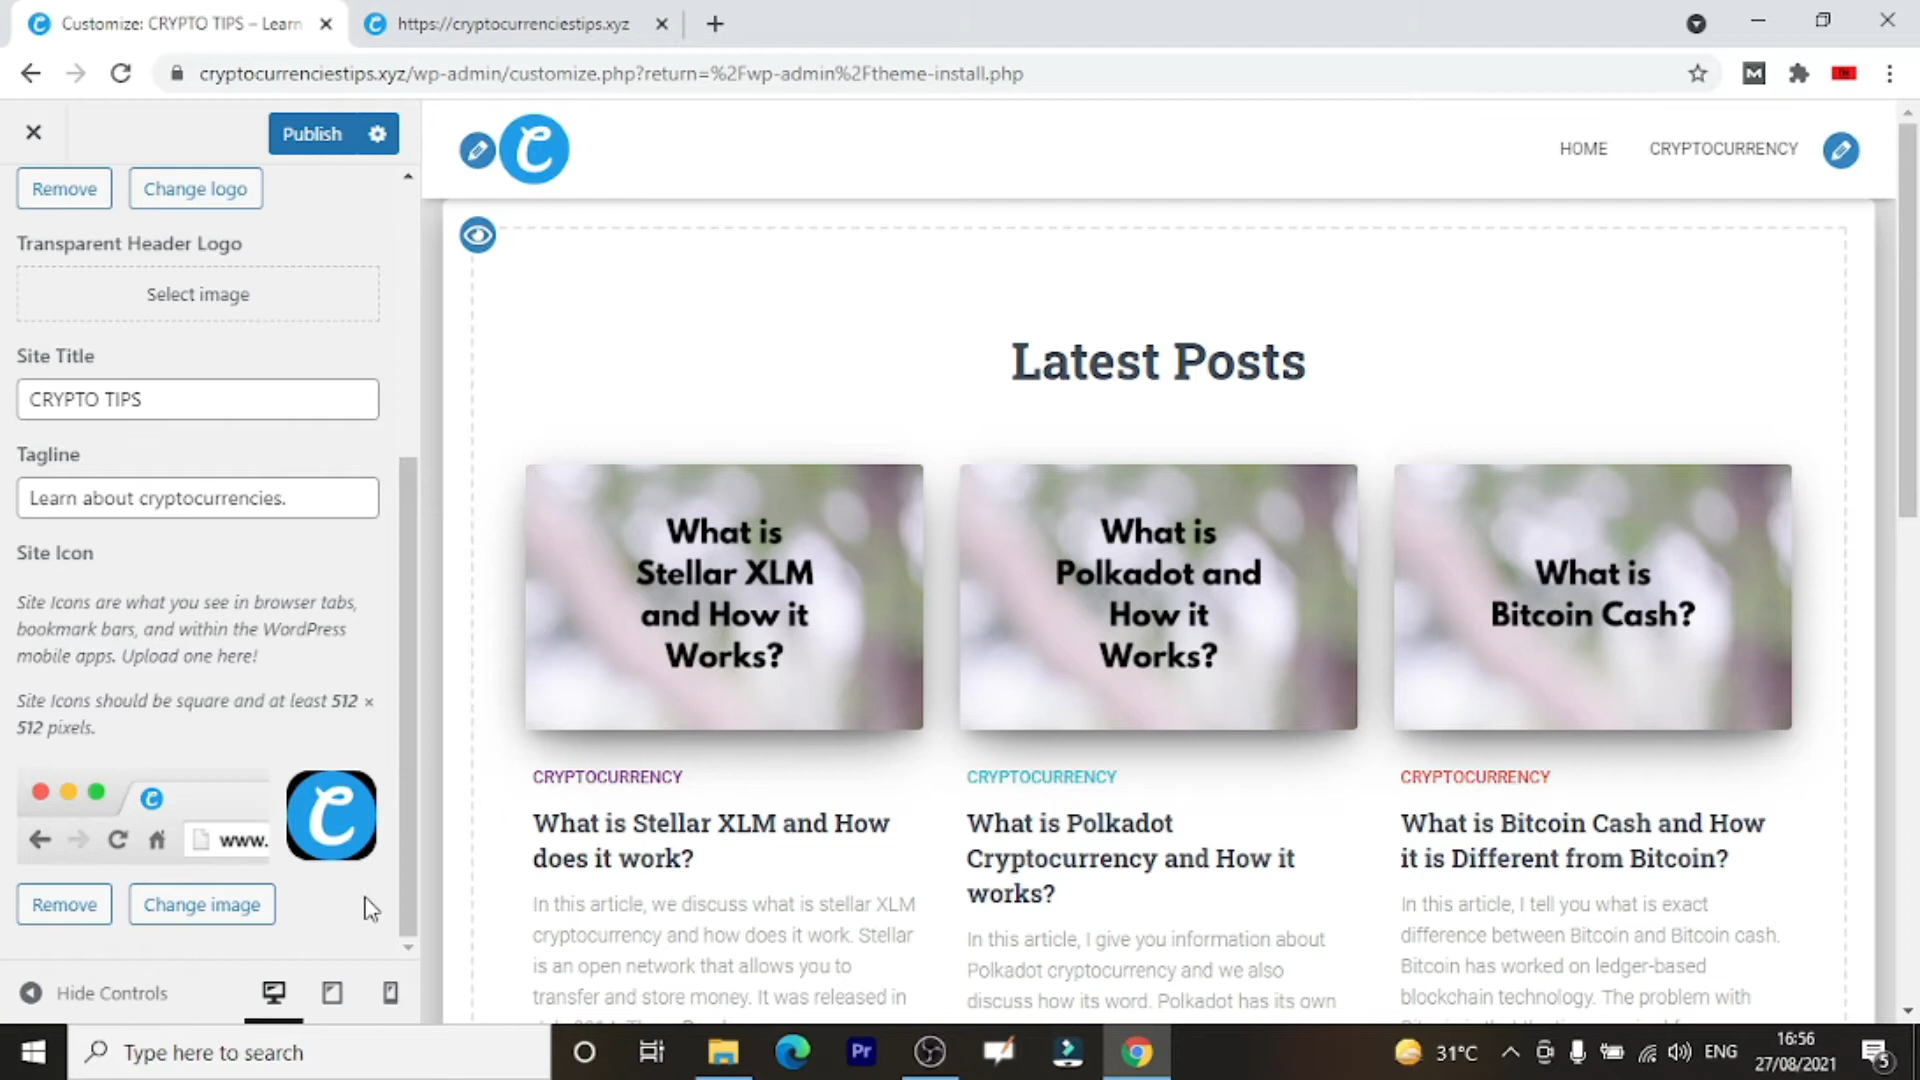 Customize: CRYPTO TIPS – Learn
https://cryptocurrenciestips.xyz
cryptocurrenciestips.xyz/wp-admin/customize.php?return=%2Fwp-admin%2Ftheme-install.php
Publish
Remove
Change logo
Transparent Header Logo
Select image
Site Title
CRYPTO TIPS
Tagline
Learn about cryptocurrencies.
Site Icon
Site Icons are what you see in browser tabs,
bookmark bars, and within the WordPress
mobile apps. Upload one here!
Site Icons should be square and at least 512 ×
512 pixels.
www.
Remove
Change image
Hide Controls
HOME
CRYPTOCURRENCY
Latest Posts
What is
Stellar XLM
and How it
Works?
CRYPTOCURRENCY
What is Stellar XLM and How
does it work?
In this article, we discuss what is stellar XLM
cryptocurrency and how does it work. Stellar
is an open network that allows you to
transfer and store money. It was released in
What is
Polkadot and
How it
Works?
CRYPTOCURRENCY
What is Polkadot
Cryptocurrency and How it
works?
In this article, I give you information about
Polkadot cryptocurrency and we also
discuss how its word. Polkadot has its own
What is
Bitcoin Cash?
CRYPTOCURRENCY
What is Bitcoin Cash and How
it is Different from Bitcoin?
In this article, I tell you what is exact
difference between Bitcoin and Bitcoin cash.
Bitcoin has worked on ledger-based
blockchain technology. The problem with
Type here to search
Pr
31°C
ENG
16:56
27/08/2021
5